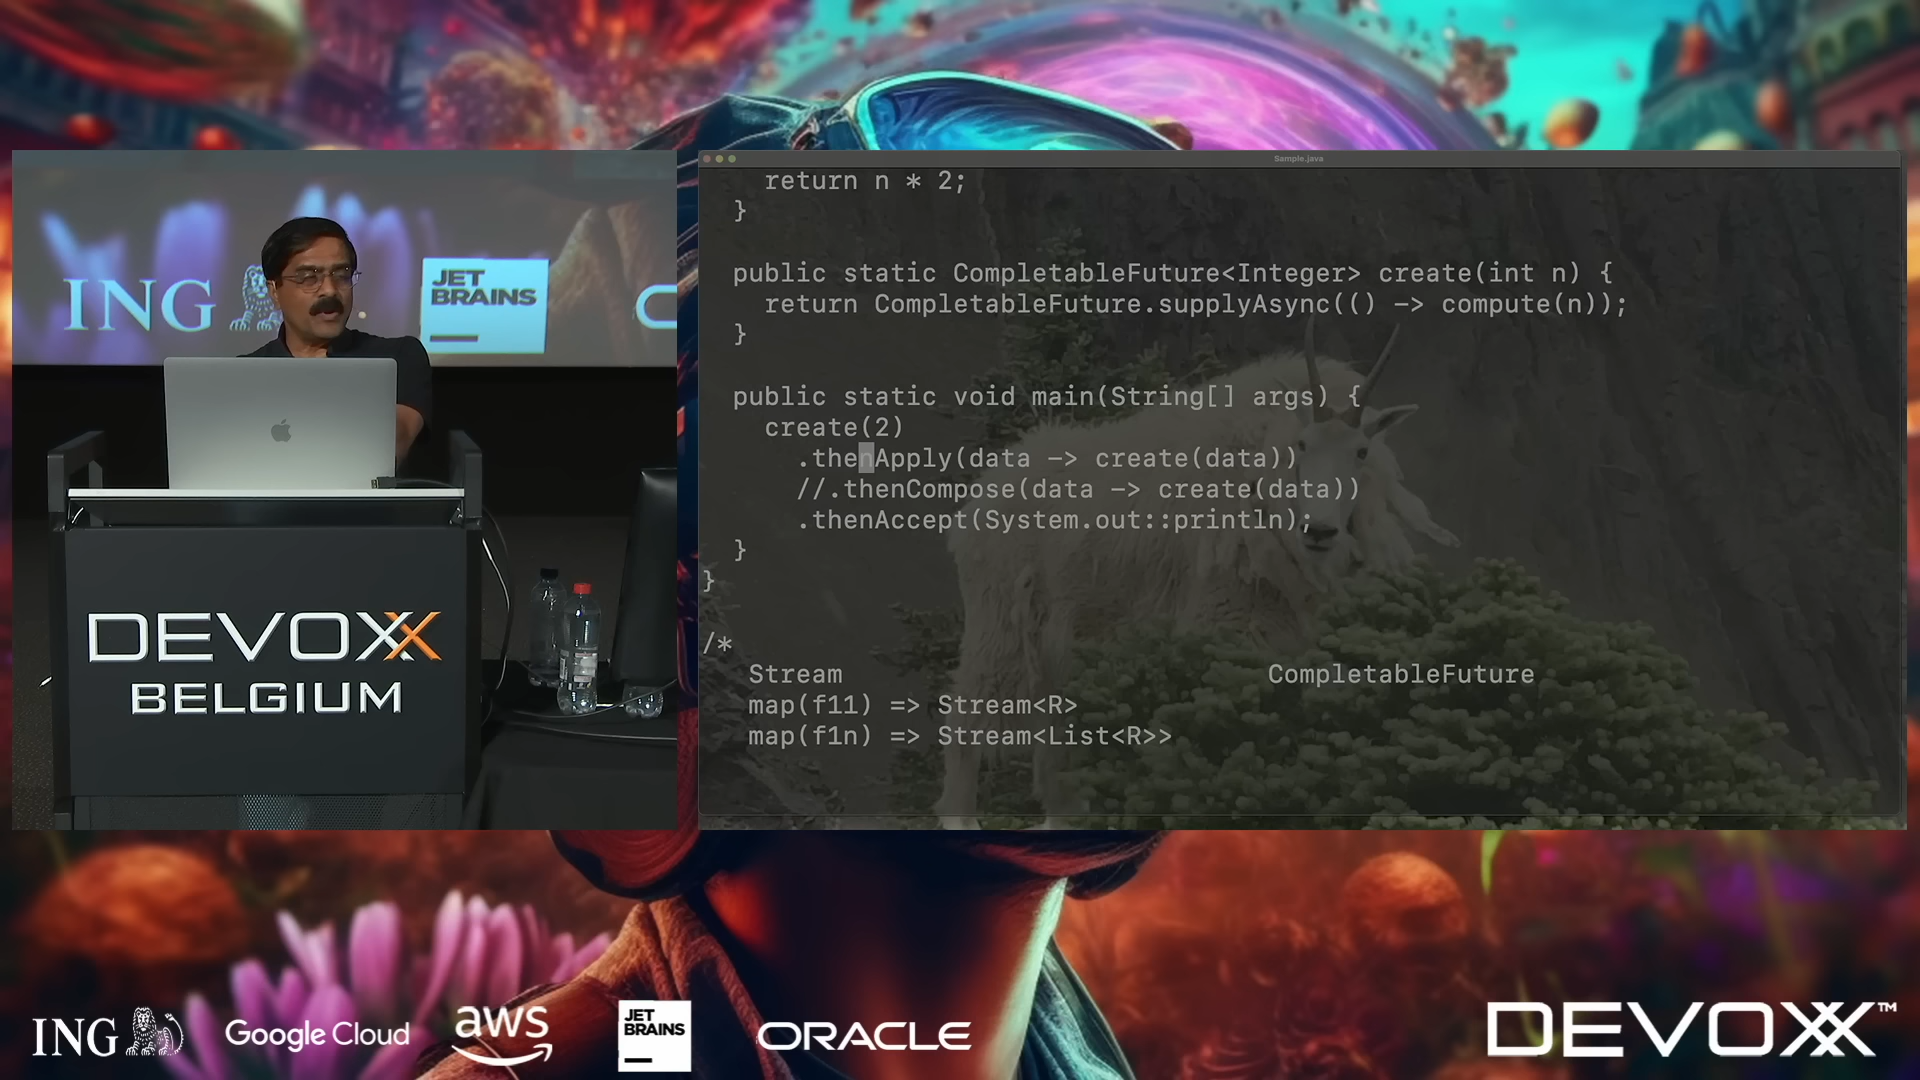 ING
JET
BRAINS
DEVOXX
BELGIUM
Sample.java
return n * 2;
}
public static CompletableFuture<Integer> create(int n) {
return CompletableFuture.supplyAsync(() -> compute(n));
}
public static void main(String[] args) {
create(2)
.thenApply(data -> create(data))
//.thenCompose(data -> create(data))
.thenAccept(System.out::println);
}
}
/*
Stream CompletableFuture
map(f11) => Stream<R>
map(f1n) => Stream<List<R>>
ING
Google Cloud
aws
JET
BRAINS
ORACLE
DEVOXX™